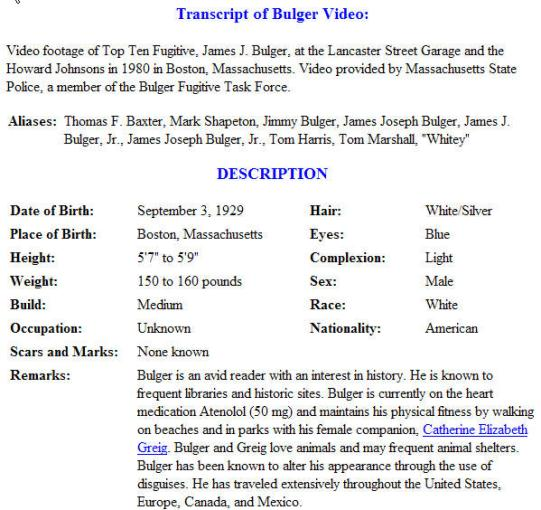 Transcript of Bulger Video:
Video footage of Top Ten Fugitive, James J. Bulger, at the Lancaster Street Garage and the
Howard Johnsons in 1980 in Boston, Massachusetts. Video provided by Massachusetts State
Police, a member of the Bulger Fugitive Task Force.
Aliases: Thomas F. Baxter, Mark Shapeton, Jimmy Bulger, James Joseph Bulger, James J.
Bulger, Jr., James Joseph Bulger, Jr., Tom Harris, Tom Marshall, "Whitey"
DESCRIPTION
Date of Birth: September 3, 1929 Hair: White/Silver
Place of Birth: Boston, Massachusetts Eyes: Blue
Height: 5'7" to 5'9" Complexion: Light
Weight: 150 to 160 pounds Sex: Male
Build: Medium Race: White
Occupation: Unknown Nationality: American
Scars and Marks: None known
Remarks: Bulger is an avid reader with an interest in history. He is known to
frequent libraries and historic sites. Bulger is currently on the heart
medication Atenolol (50 mg) and maintains his physical fitness by walking
on beaches and in parks with his female companion, Catherine Elizabeth
Greig. Bulger and Greig love animals and may frequent animal shelters.
Bulger has been known to alter his appearance through the use of
disguises. He has traveled extensively throughout the United States,
Europe, Canada, and Mexico.